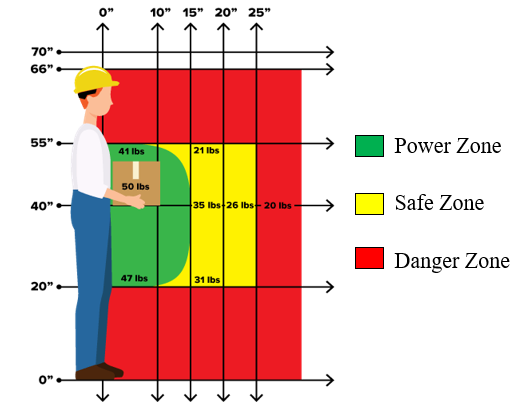 0” 10” 15” 20” 25”
70”
66”
55”
41 lbs 21 lbs
50 lbs
40” 35 lbs 26 lbs 20 lbs
47 lbs 31 lbs
20”
0”
Power Zone
Safe Zone
Danger Zone